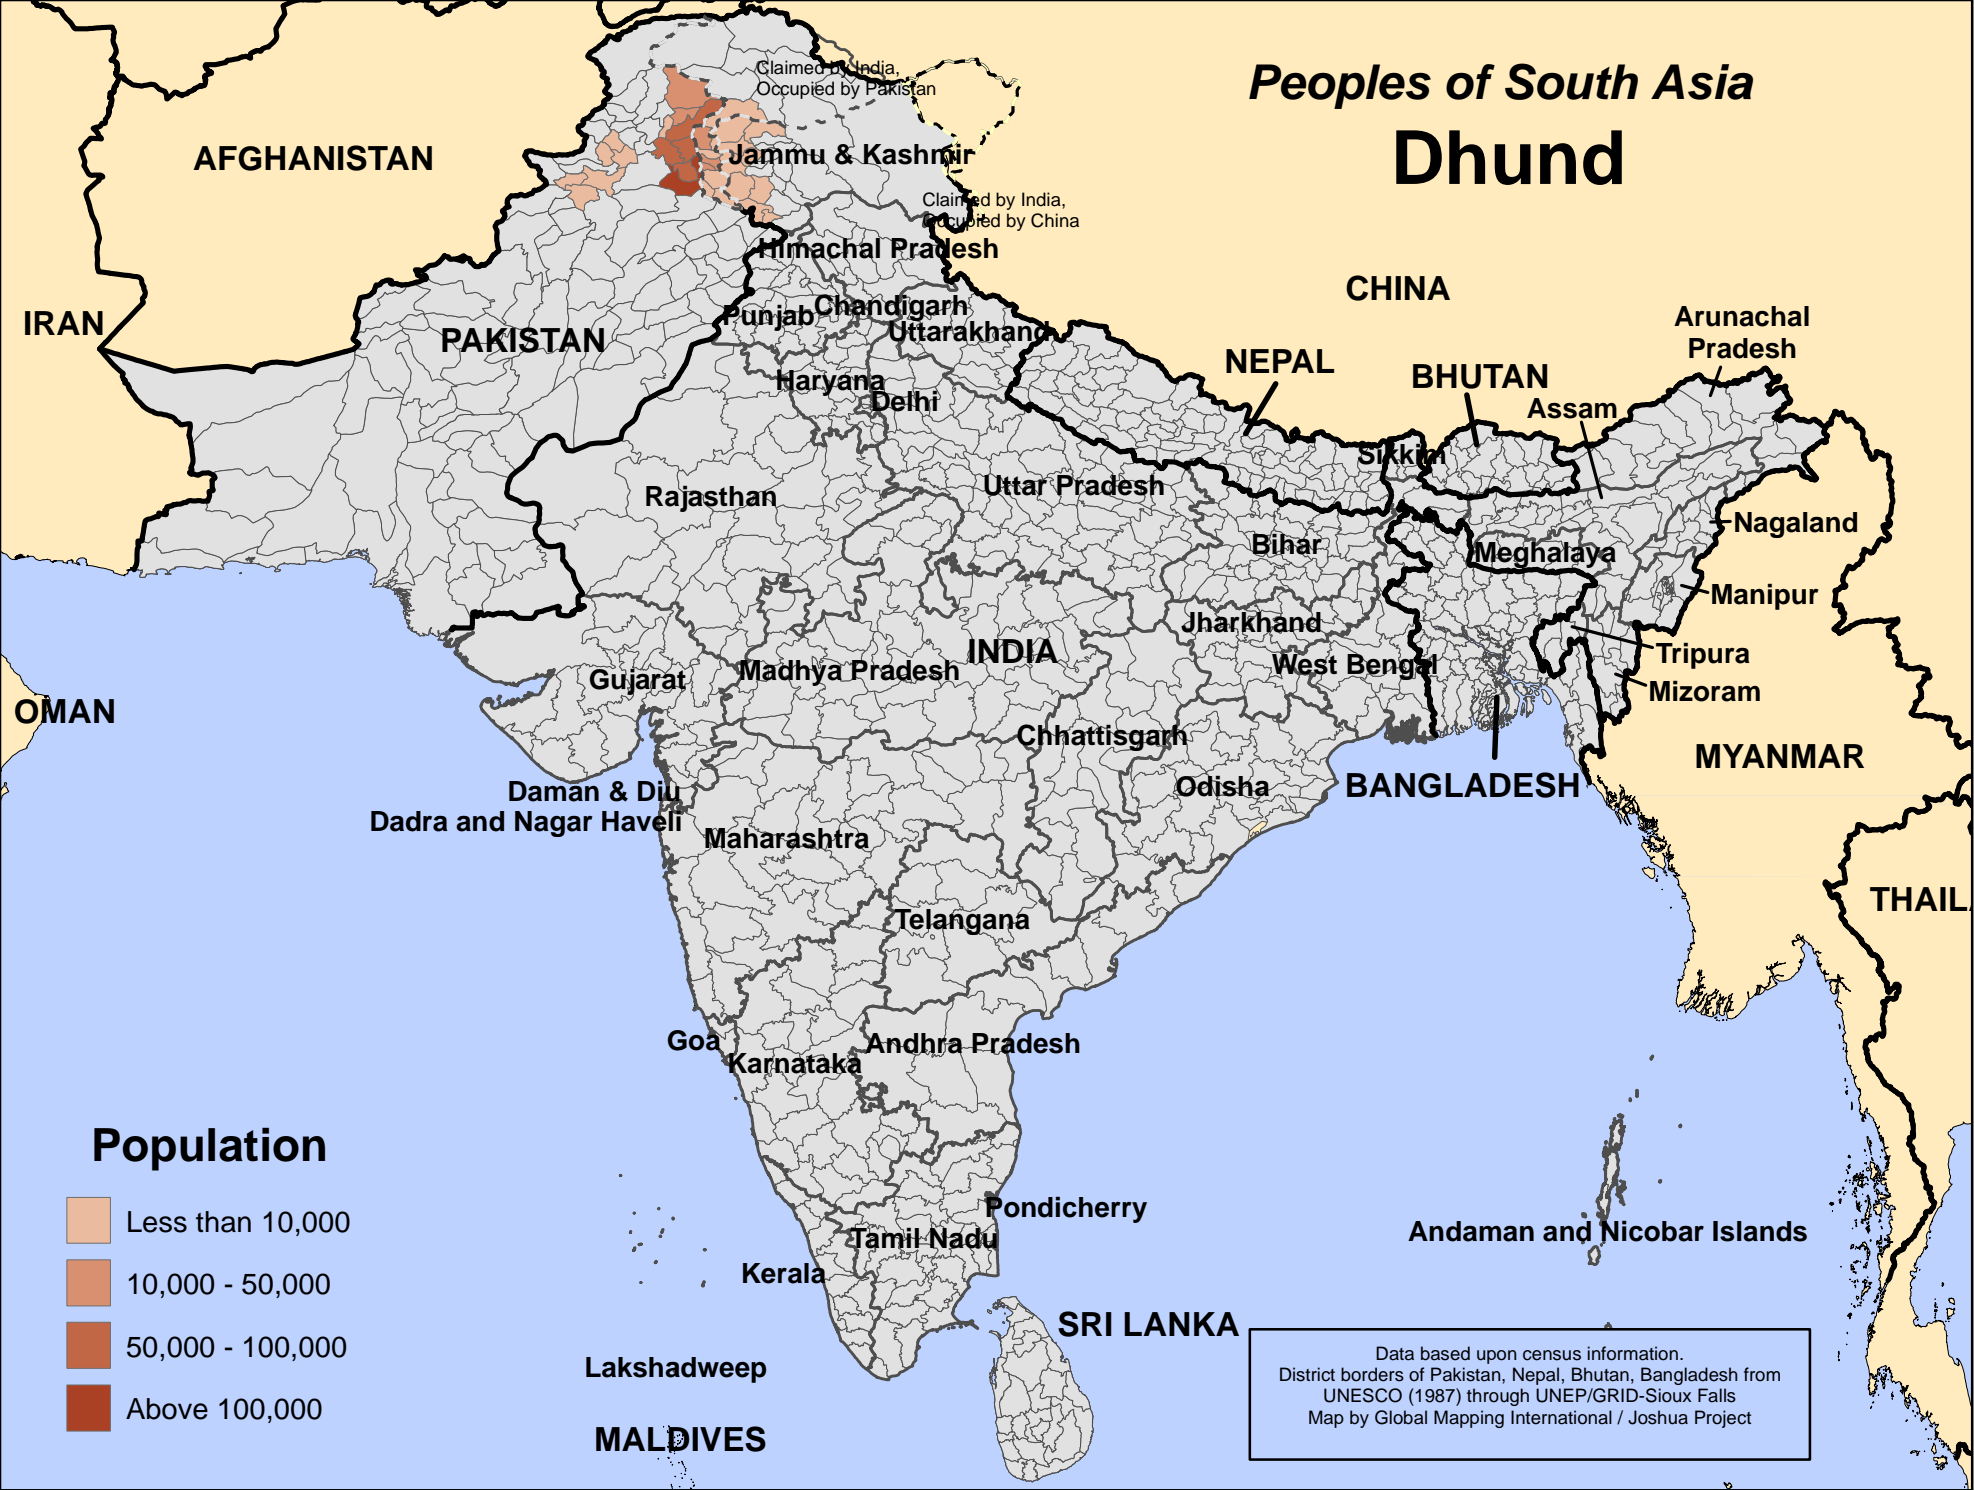 Peoples of South Asia
Dhund
Claimed by India,
Occupied by Pakistan
AFGHANISTAN
Jammu & Kashmir
Claimed by India,
Occupied by China
Himachal Pradesh
CHINA
IRAN
PAKISTAN
Punjab
Chandigarh
Uttarakhand
Arunachal
Pradesh
NEPAL
BHUTAN
Haryana
Delhi
Assam
Sikkim
Rajasthan
Uttar Pradesh
Nagaland
Bihar
Meghalaya
Manipur
Jharkhand
INDIA
Tripura
West Bengal
Gujarat
Madhya Pradesh
Mizoram
OMAN
Chhattisgarh
MYANMAR
Odisha
BANGLADESH
Daman & Diu
Dadra and Nagar Haveli
Maharashtra
THAIL
Telangana
Goa
Andhra Pradesh
Karnataka
Population
Less than 10,000
10,000 - 50,000
50,000 - 100,000
Above 100,000
Pondicherry
Tamil Nadu
Andaman and Nicobar Islands
Kerala
SRI LANKA
Lakshadweep
MALDIVES
Data based upon census information.
District borders of Pakistan, Nepal, Bhutan, Bangladesh from
UNESCO (1987) through UNEP/GRID-Sioux Falls
Map by Global Mapping International / Joshua Project